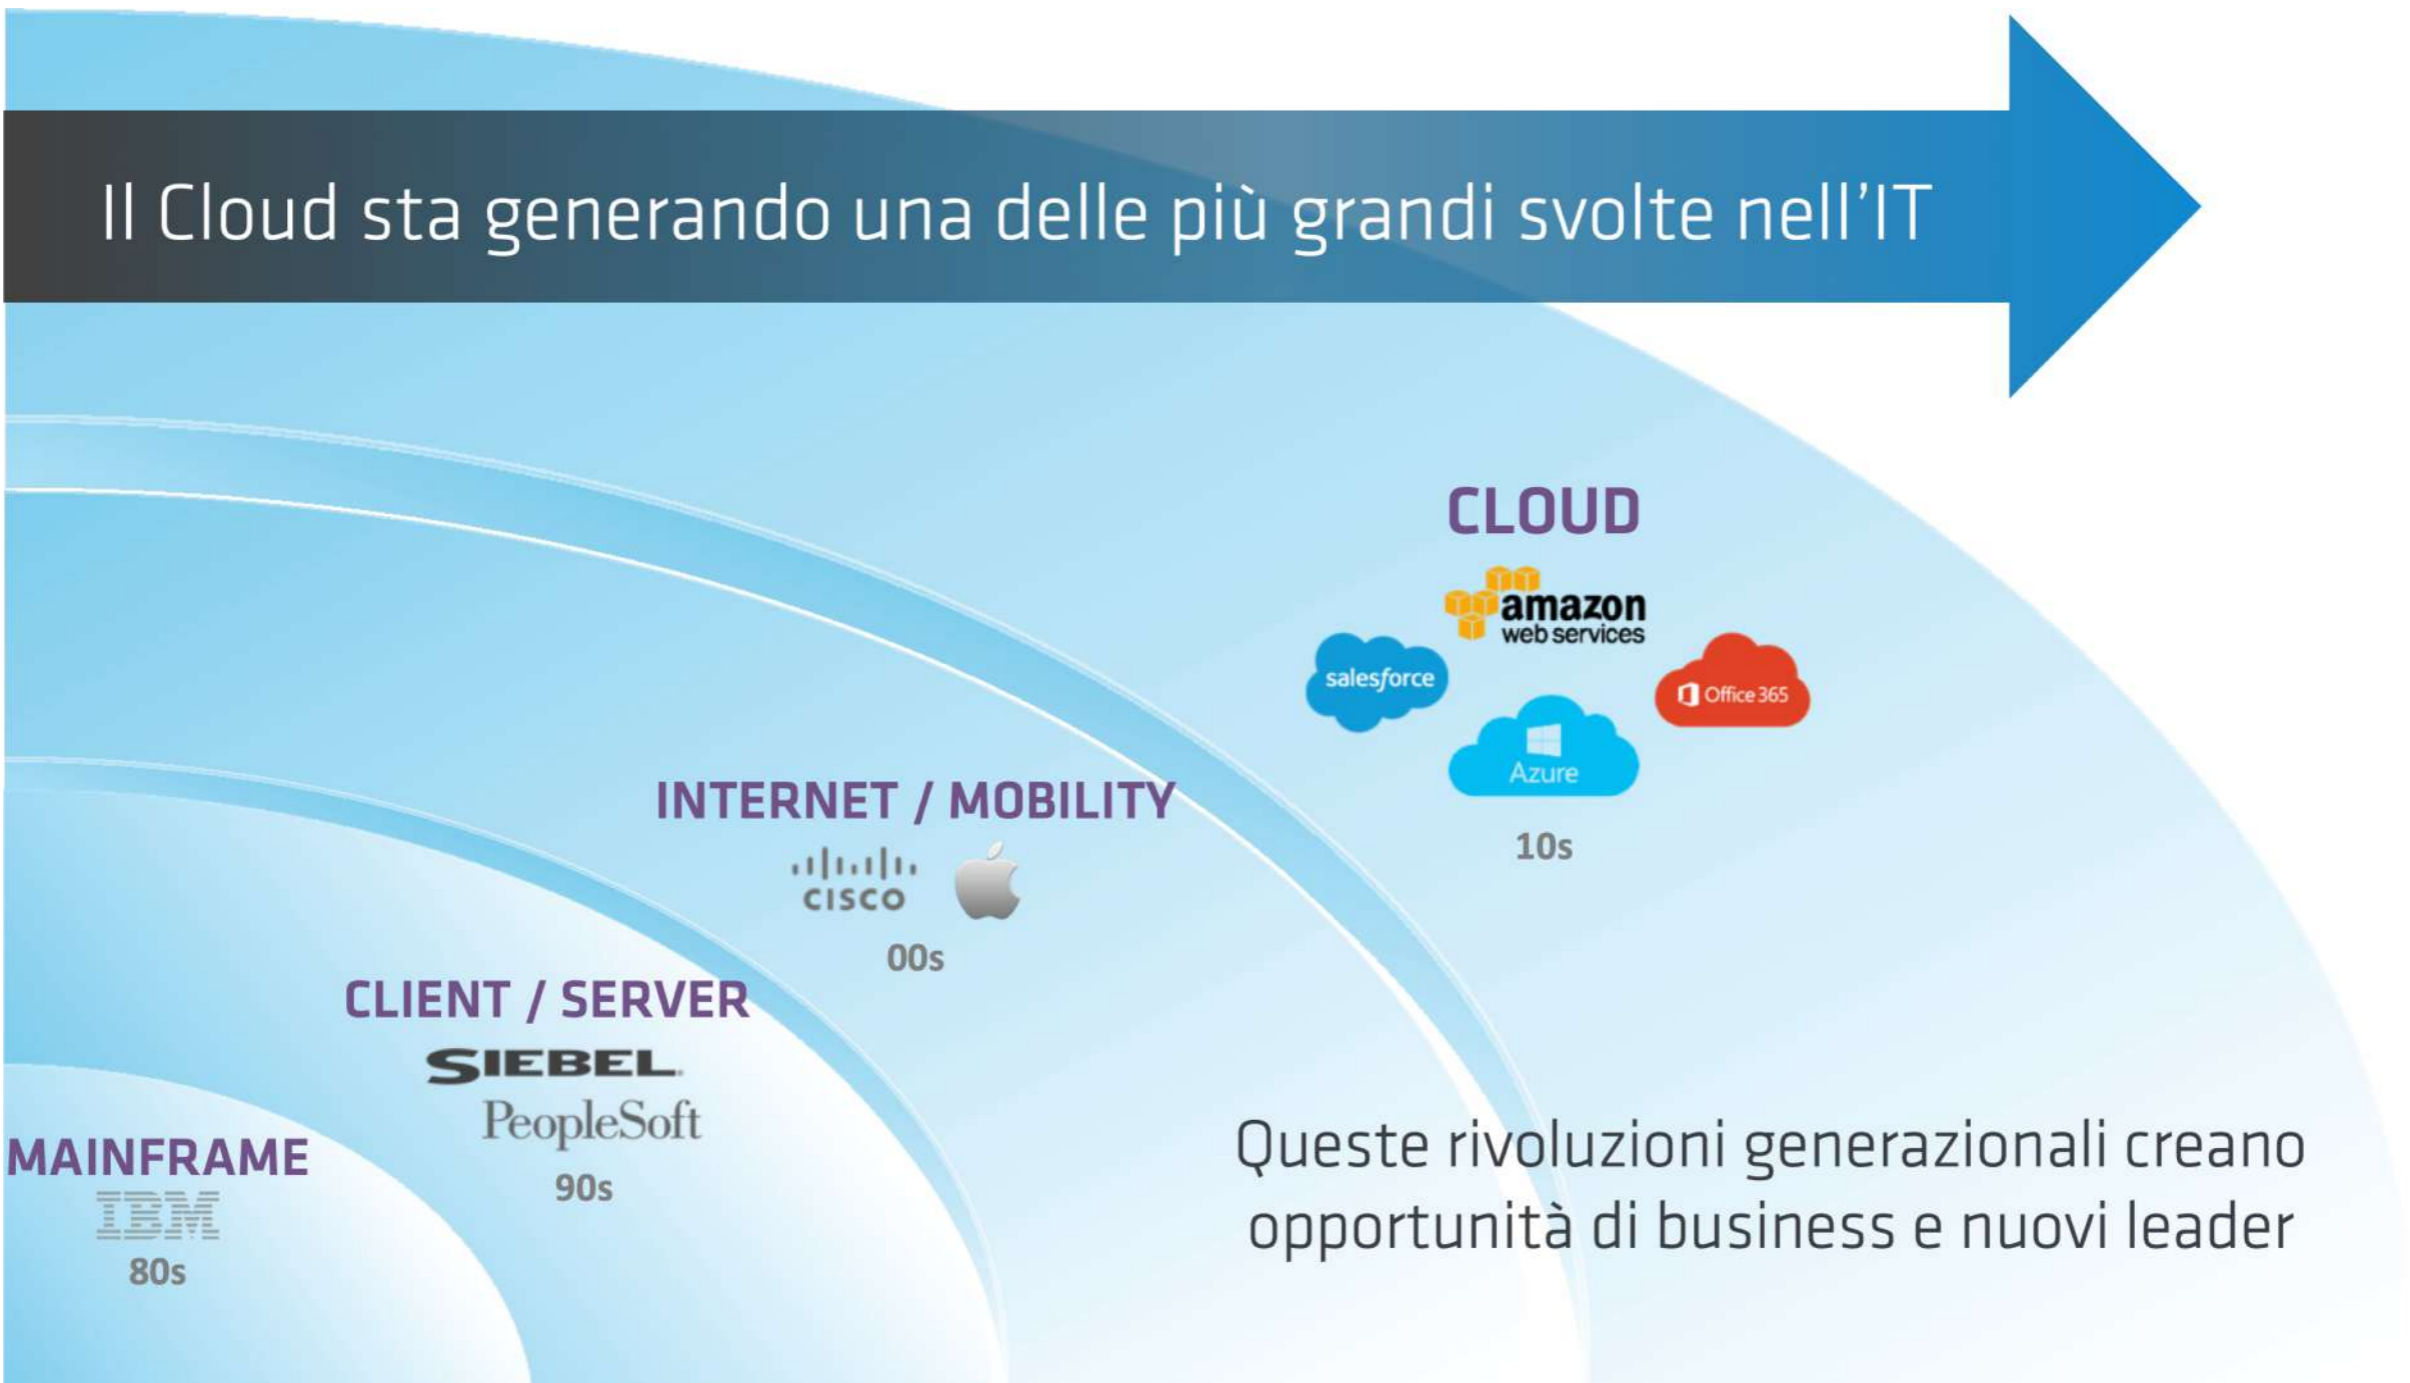 Il Cloud sta generando una delle più grandi svolte nell'IT
CLOUD
amazon
web services
salesforce
Office 365
Azure
10s
INTERNET / MOBILITY
CISCO
00s
CLIENT / SERVER
SIEBEL.
PeopleSoft
90s
MAINFRAME
IBM
80s
Queste rivoluzioni generazionali creano
opportunità di business e nuovi leader